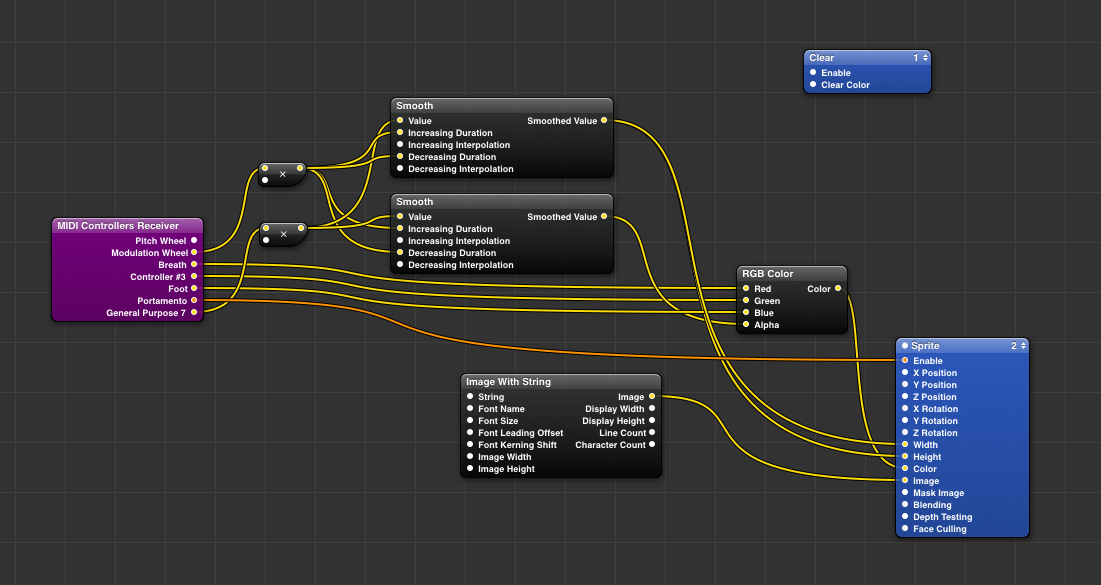 Clear 1
Enable
Clear Color
Smooth
Value Smoothed Value
Increasing Duration
Increasing Interpolation
Decreasing Duration
Decreasing Interpolation
×
Smooth
Value Smoothed Value
Increasing Duration
Increasing Interpolation
Decreasing Duration
Decreasing Interpolation
×
MIDI Controllers Receiver
Pitch Wheel
Modulation Wheel
Breath
Controller #3
Foot
Portamento
General Purpose 7
RGB Color
Red Color
Green
Blue
Alpha
Image With String
String Image
Font Name Display Width
Font Size Display Height
Font Leading Offset Line Count
Font Kerning Shift Character Count
Image Width
Image Height
Sprite 2
Enable
X Position
Y Position
Z Position
X Rotation
Y Rotation
Z Rotation
Width
Height
Color
Image
Mask Image
Blending
Depth Testing
Face Culling